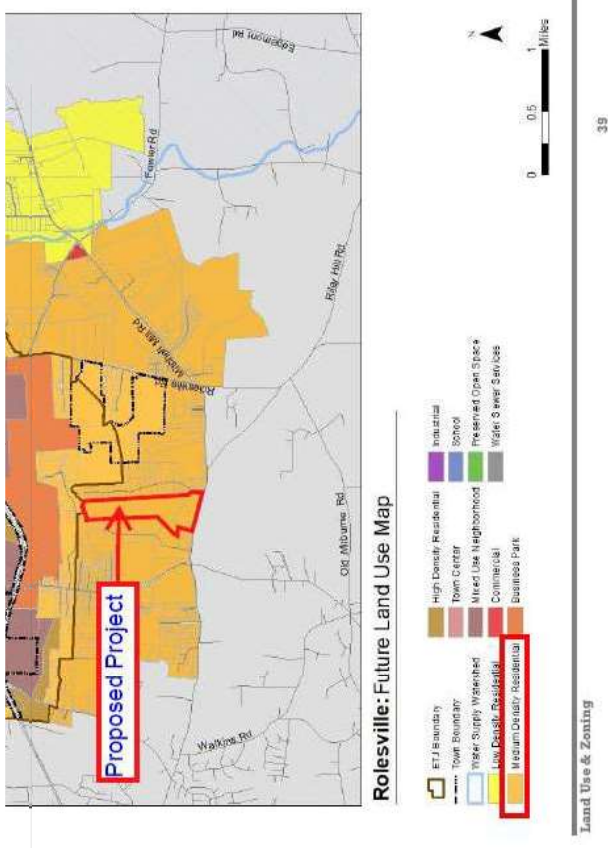 Edgemont Rd
Fowler Rd
Mitchell Mill Rd
Rolesville Rd
Riley Hill Rd
Proposed Project
Old Milburne Rd
Watkins Rd
N
Rolesville: Future Land Use Map
ETJ Boundary
Town Boundary
Water Supply Watershed
Low Density Residential
Medium Density Residential
High Density Residential
Town Center
Mixed Use Neighborhood
Commercial
Business Park
Industrial
School
Preserved Open Space
Water Sewer Services
0 0.5 1
Miles
Land Use & Zoning
39